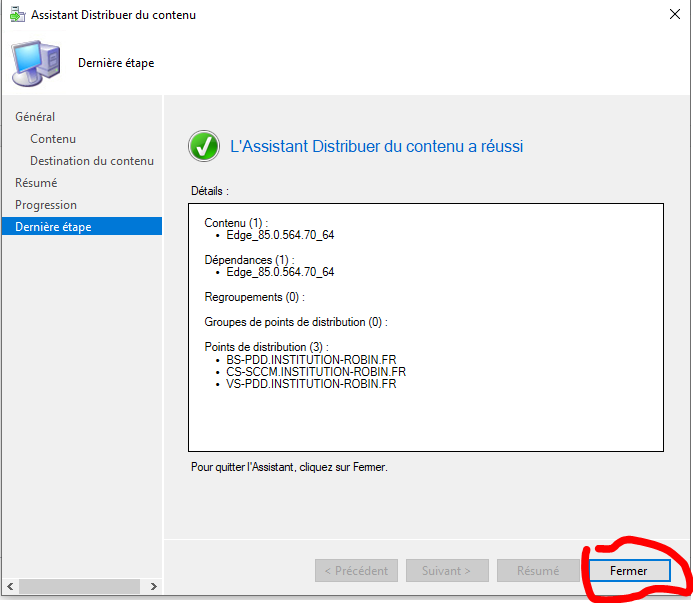 Assistant Distribuer du contenu
Dernière étape
Général
Contenu
Destination du contenu
Résumé
Progression
Dernière étape
L'Assistant Distribuer du contenu a réussi
Détails :
Contenu (1) :
• Edge_85.0.564.70_64
Dépendances (1) :
• Edge_85.0.564.70_64
Regroupements (0) :
Groupes de points de distribution (0) :
Points de distribution (3) :
• BS-PDD.INSTITUTION-ROBIN.FR
• CS-SCCM.INSTITUTION-ROBIN.FR
• VS-PDD.INSTITUTION-ROBIN.FR
Pour quitter l'Assistant, cliquez sur Fermer.
< Précédent
Suivant >
Résumé
Fermer